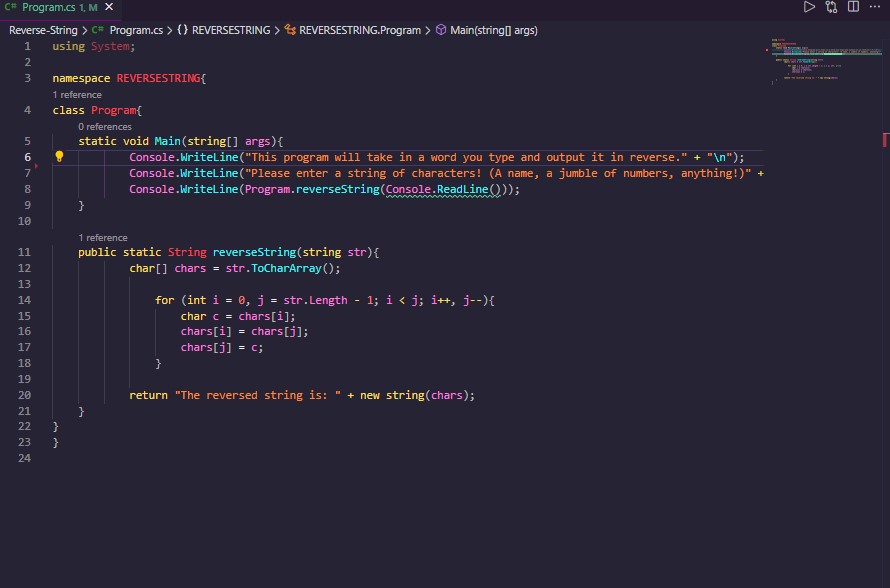 C# Program.cs 1, M ✕
Reverse-String > C# Program.cs > {} REVERSESTRING > REVERSESTRING.Program > Main(string[] args)
1 using System;
2
3 namespace REVERSESTRING{
1 reference
4 class Program{
0 references
5 static void Main(string[] args){
6 Console.WriteLine("This program will take in a word you type and output it in reverse." + "\n");
7 Console.WriteLine("Please enter a string of characters! (A name, a jumble of numbers, anything!)" +
8 Console.WriteLine(Program.reverseString(Console.ReadLine()));
9 }
10
1 reference
11 public static String reverseString(string str){
12 char[] chars = str.ToCharArray();
13
14 for (int i = 0, j = str.Length - 1; i < j; i++, j--){
15 char c = chars[i];
16 chars[i] = chars[j];
17 chars[j] = c;
18 }
19
20 return "The reversed string is: " + new string(chars);
21 }
22 }
23 }
24